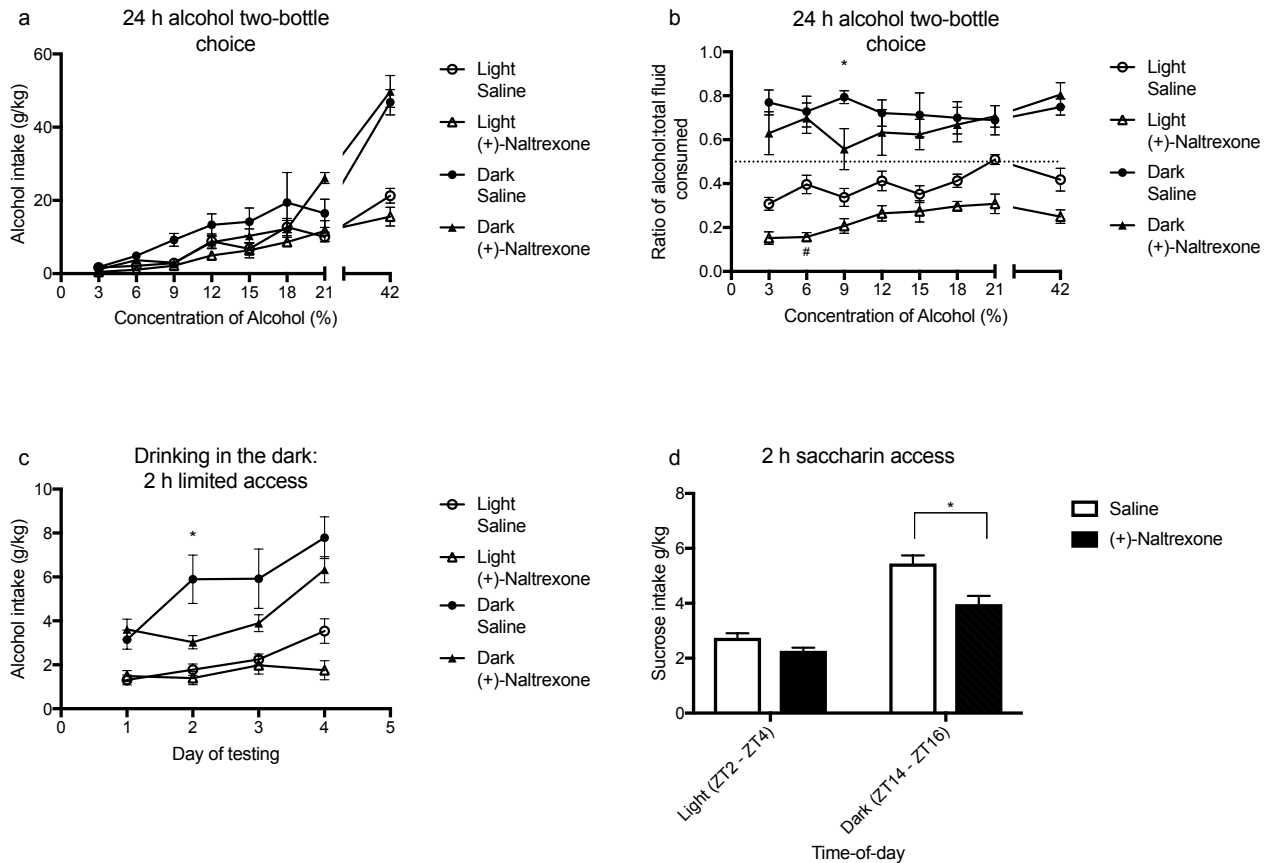 a
24 h alcohol two-bottle
choice
Alcohol intake (g/kg)
60
40
20
0
0 3 6 9 12 15 18 21 42
Concentration of Alcohol (%)
Light
Saline
Light
(+)-Naltrexone
Dark
Saline
Dark
(+)-Naltrexone
b
24 h alcohol two-bottle
choice
Ratio of alcohol:total fluid
consumed
1.0
0.8
0.6
0.4
0.2
0.0
*
#
0 3 6 9 12 15 18 21 42
Concentration of Alcohol (%)
Light
Saline
Light
(+)-Naltrexone
Dark
Saline
Dark
(+)-Naltrexone
c
Drinking in the dark:
2 h limited access
Alcohol intake (g/kg)
10
8
6
4
2
0
*
0 1 2 3 4 5
Day of testing
Light
Saline
Light
(+)-Naltrexone
Dark
Saline
Dark
(+)-Naltrexone
d
2 h saccharin access
Sucrose intake g/kg
8
6
4
2
0
*
Light (ZT2 - ZT4)
Dark (ZT14 - ZT16)
Time-of-day
Saline
(+)-Naltrexone